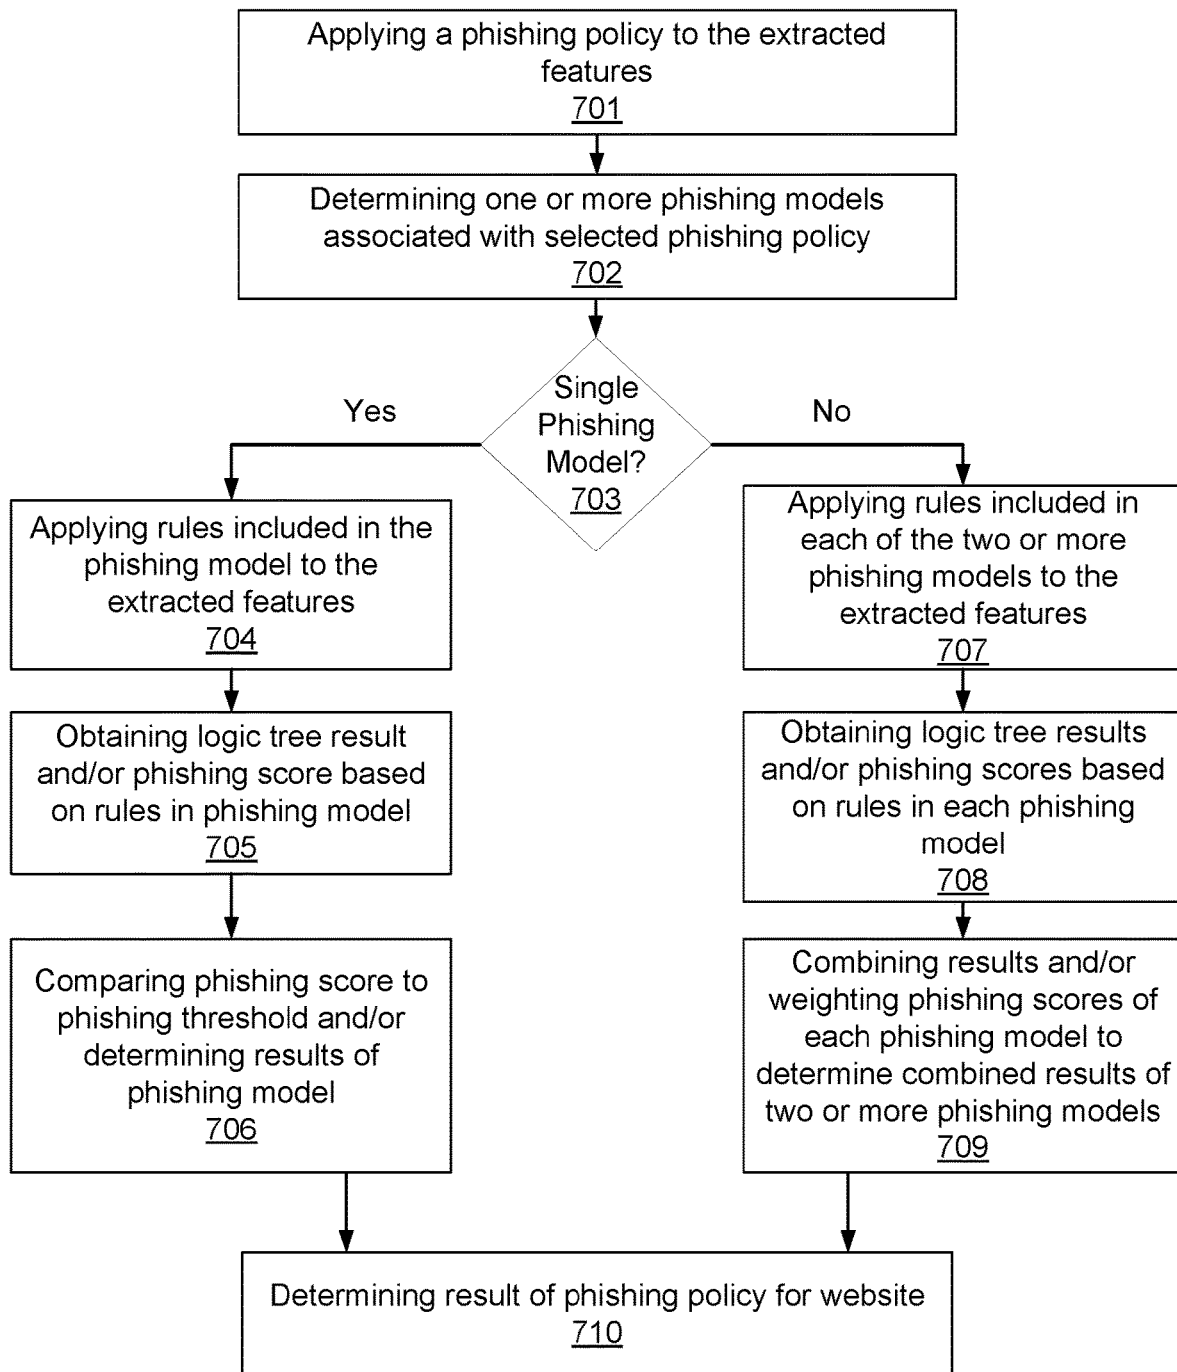 Applying a phishing policy to the extracted
features
701
Determining one or more phishing models
associated with selected phishing policy
702
Single
Phishing
Model?
703
Yes
No
Applying rules included in the
phishing model to the
extracted features
704
Obtaining logic tree result
and/or phishing score based
on rules in phishing model
705
Comparing phishing score to
phishing threshold and/or
determining results of
phishing model
706
Applying rules included in
each of the two or more
phishing models to the
extracted features
707
Obtaining logic tree results
and/or phishing scores based
on rules in each phishing
model
708
Combining results and/or
weighting phishing scores of
each phishing model to
determine combined results of
two or more phishing models
709
Determining result of phishing policy for website
710